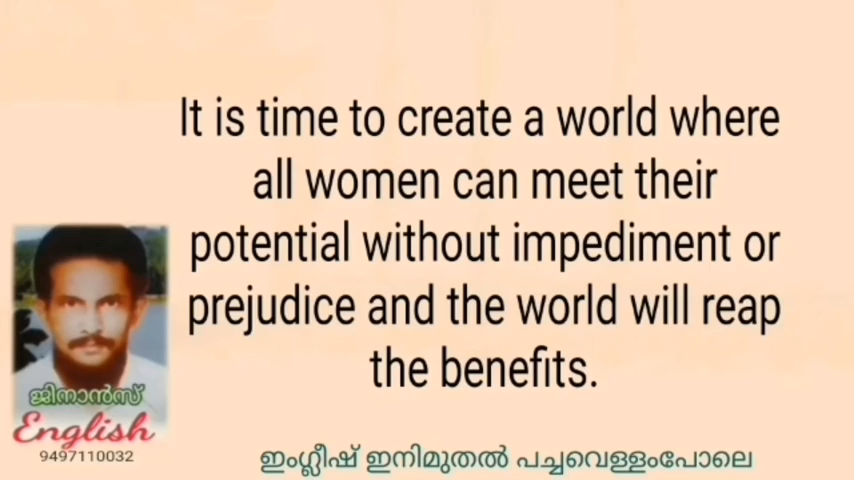 It is time to create a world where
all women can meet their
potential without impediment or
prejudice and the world will reap
the benefits.
ജിനാൻസ്
English
9497110032
ഇംഗ്ലീഷ് ഇനിമുതൽ പച്ചവെള്ളംപോലെ